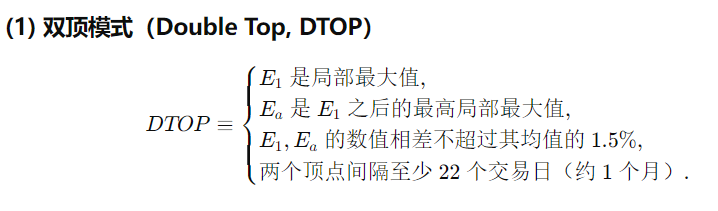 (1) 双顶模式（Double Top, DTOP）
E₁ 是局部最大值,
Eₐ 是 E₁ 之后的最高局部最大值,
DTOP ≡
E₁, Eₐ 的数值相差不超过其均值的 1.5%,
两个顶点间隔至少 22 个交易日（约 1 个月）.